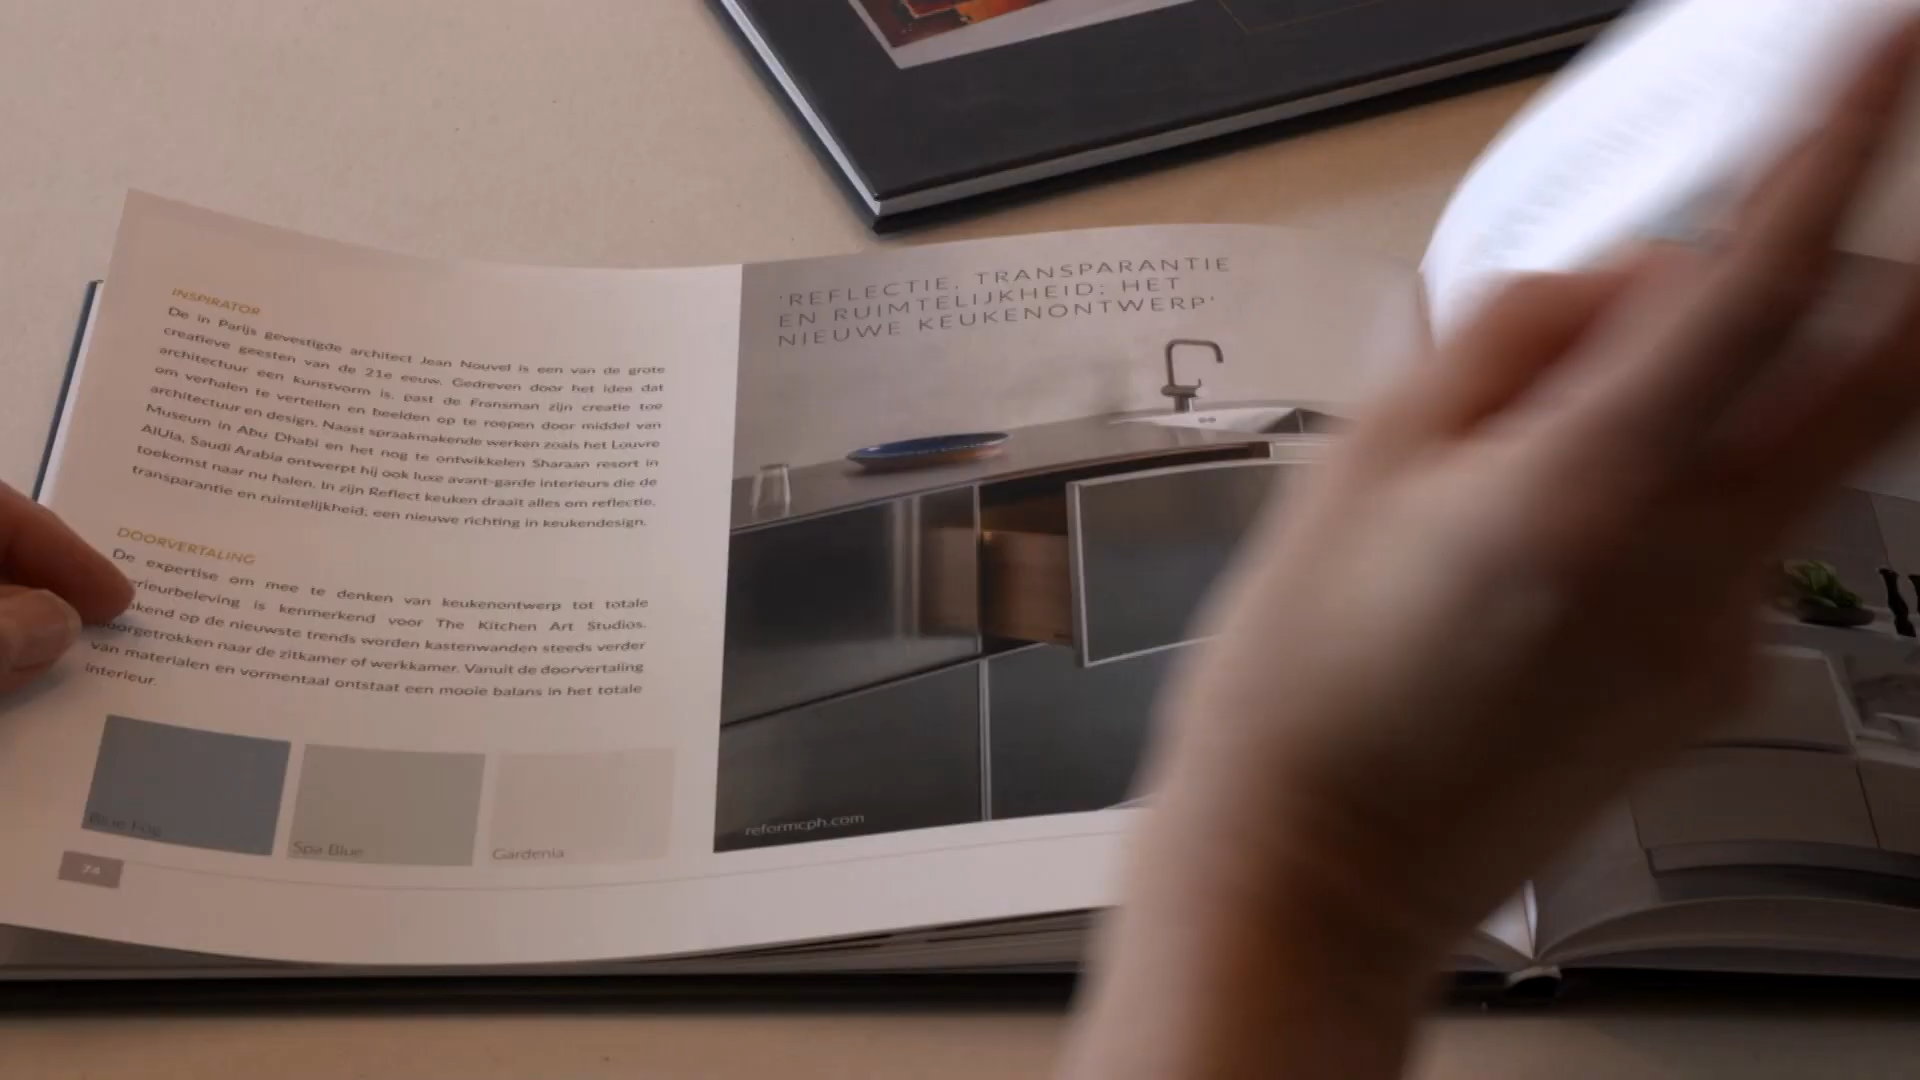 INSPIRATOR
De in Parijs gevestigde architect Jean Nouvel is een van de grote
creatieve geesten van de 21e eeuw. Gedreven door het idee dat
architectuur een kunstvorm is, past de Fransman zijn creatie toe
om verhalen te vertellen en beelden op te roepen door middel van
architectuur en design. Naast spraakmakende werken zoals het Louvre
Museum in Abu Dhabi en het nog te ontwikkelen Sharaan resort in
AlUla, Saudi Arabia ontwerpt hij ook luxe avant-garde interieurs die de
toekomst naar nu halen. In zijn Reflect keuken draait alles om reflectie,
transparantie en ruimtelijkheid; een nieuwe richting in keukendesign.
DOORVERTALING
De expertise om mee te denken van keukenontwerp tot totale
erieurbeleving is kenmerkend voor The Kitchen Art Studios.
akend op de nieuwste trends worden kastenwanden steeds verder
doorgetrokken naar de zitkamer of werkkamer. Vanuit de doorvertaling
van materialen en vormentaal ontstaat een mooie balans in het totale
interieur.
Blue Fog
Spa Blue
Gardenia
74
'REFLECTIE, TRANSPARANTIE
EN RUIMTELIJKHEID; HET
NIEUWE KEUKENONTWERP'
reformcph.com